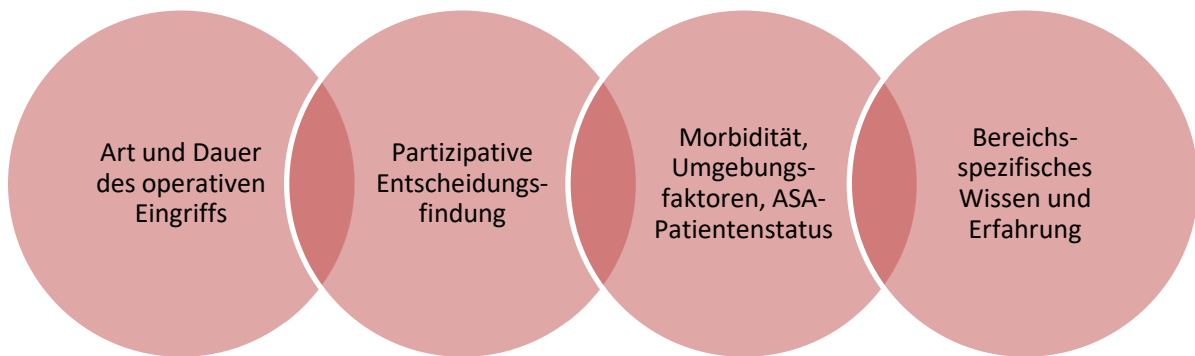 Art und Dauer
des operativen
Eingriffs
Partizipative
Entscheidungs-
findung
Morbidität,
Umgebungs-
faktoren, ASA-
Patientenstatus
Bereichs-
spezifisches
Wissen und
Erfahrung